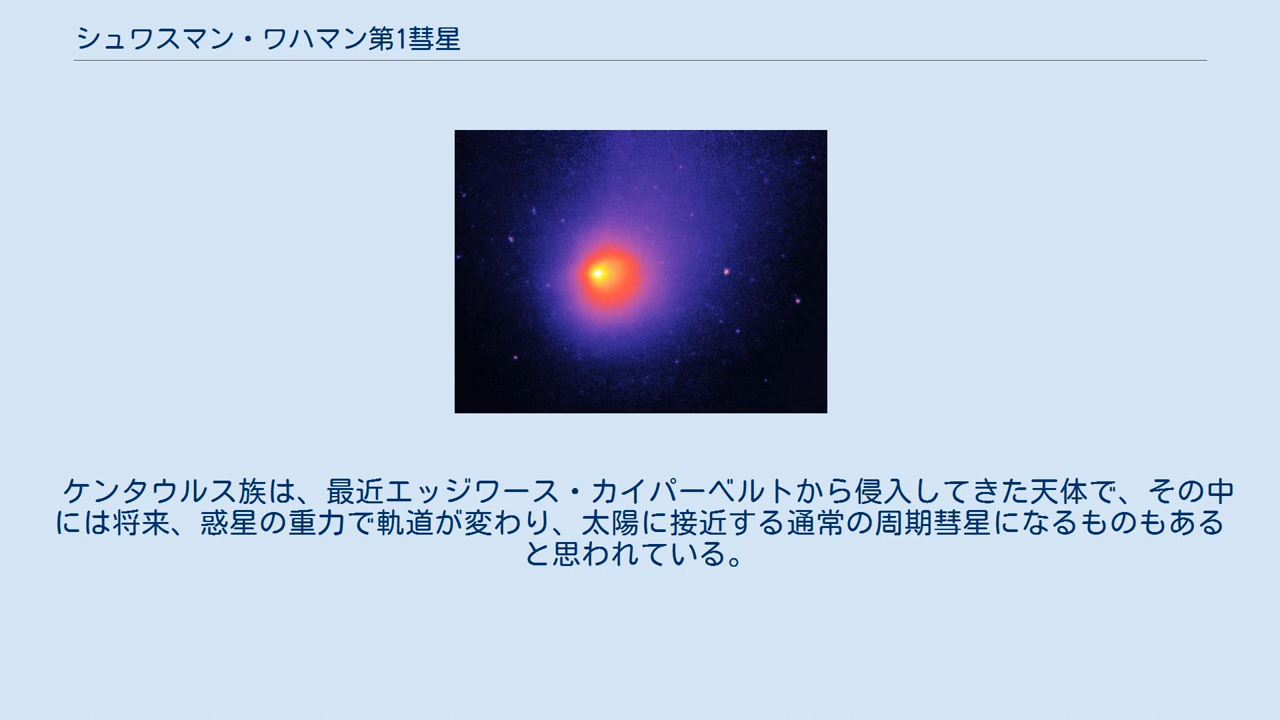 シュワスマン・ワハマン第1彗星
ケンタウルス族は、最近エッジワース・カイパーベルトから侵入してきた天体で、その中
には将来、惑星の重力で軌道が変わり、太陽に接近する通常の周期彗星になるものもある
と思われている。